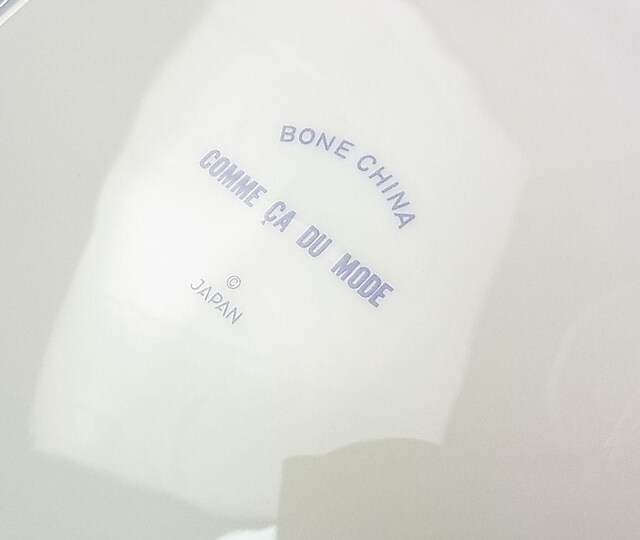 BONE CHINA
COMME ÇA DU MODE
©
JAPAN